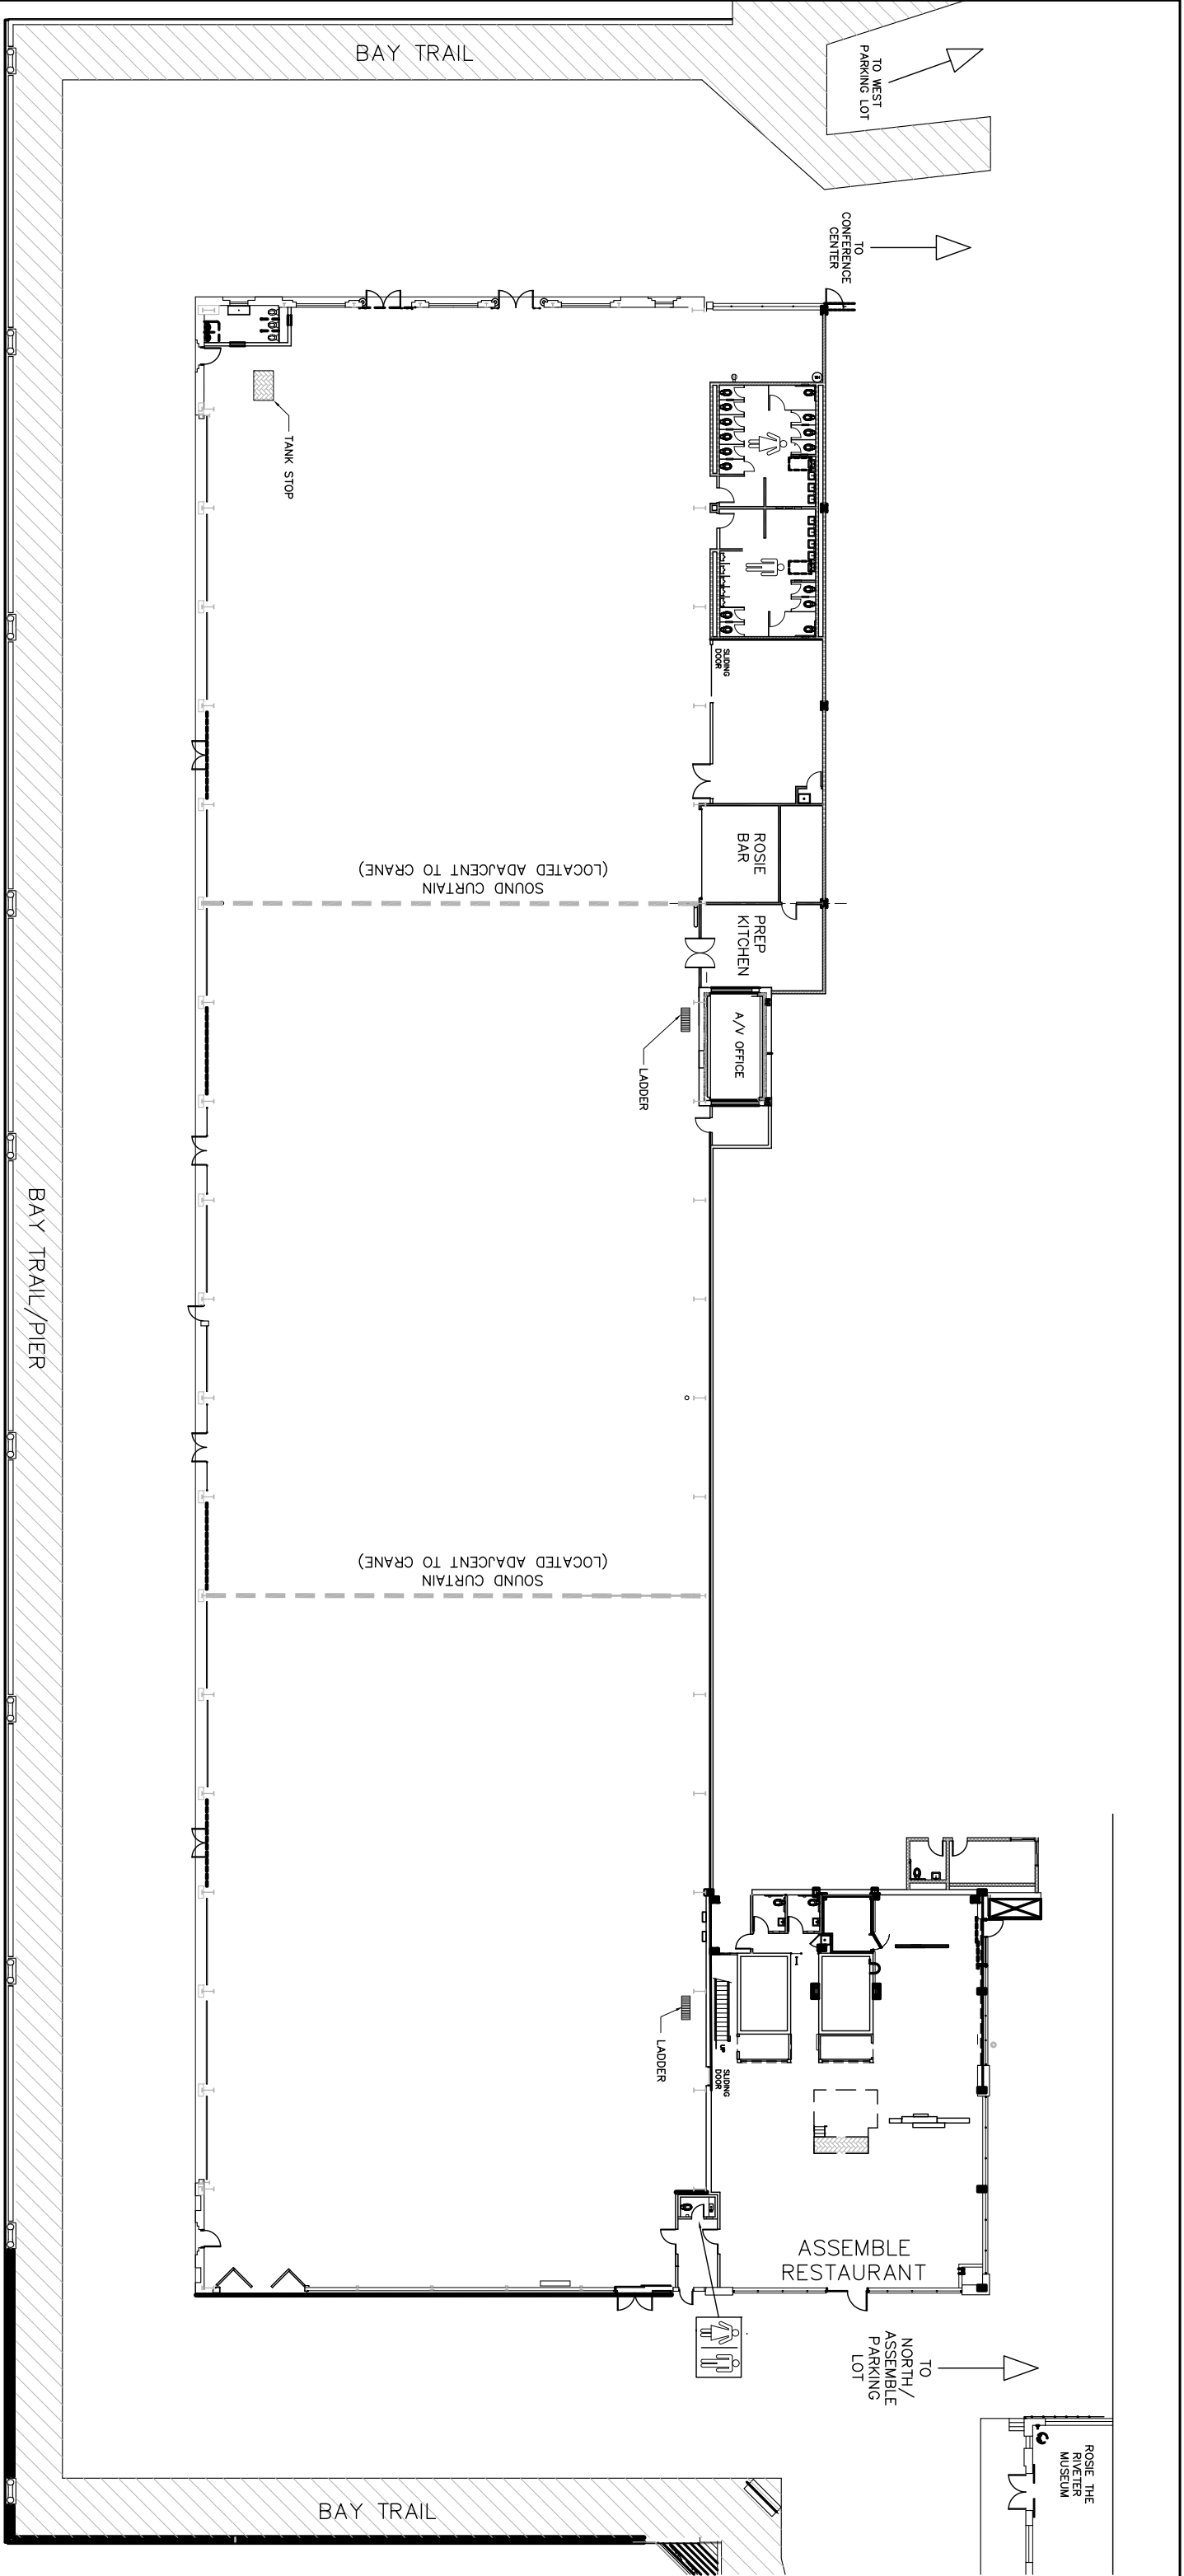 BAY TRAIL
TO WEST
PARKING LOT
TO
CONFERENCE
CENTER
TANK STOP
SLIDING
DOOR
ROSIE
BAR
SOUND CURTAIN
(LOCATED ADJACENT TO CRANE)
PREP
KITCHEN
A/V OFFICE
LADDER
BAY TRAIL/PIER
SOUND CURTAIN
(LOCATED ADJACENT TO CRANE)
UP
SLIDING
DOOR
LADDER
ASSEMBLE
RESTAURANT
TO
NORTH/
ASSEMBLE
PARKING
LOT
ROSIE THE
RIVETER
MUSEUM
BAY TRAIL